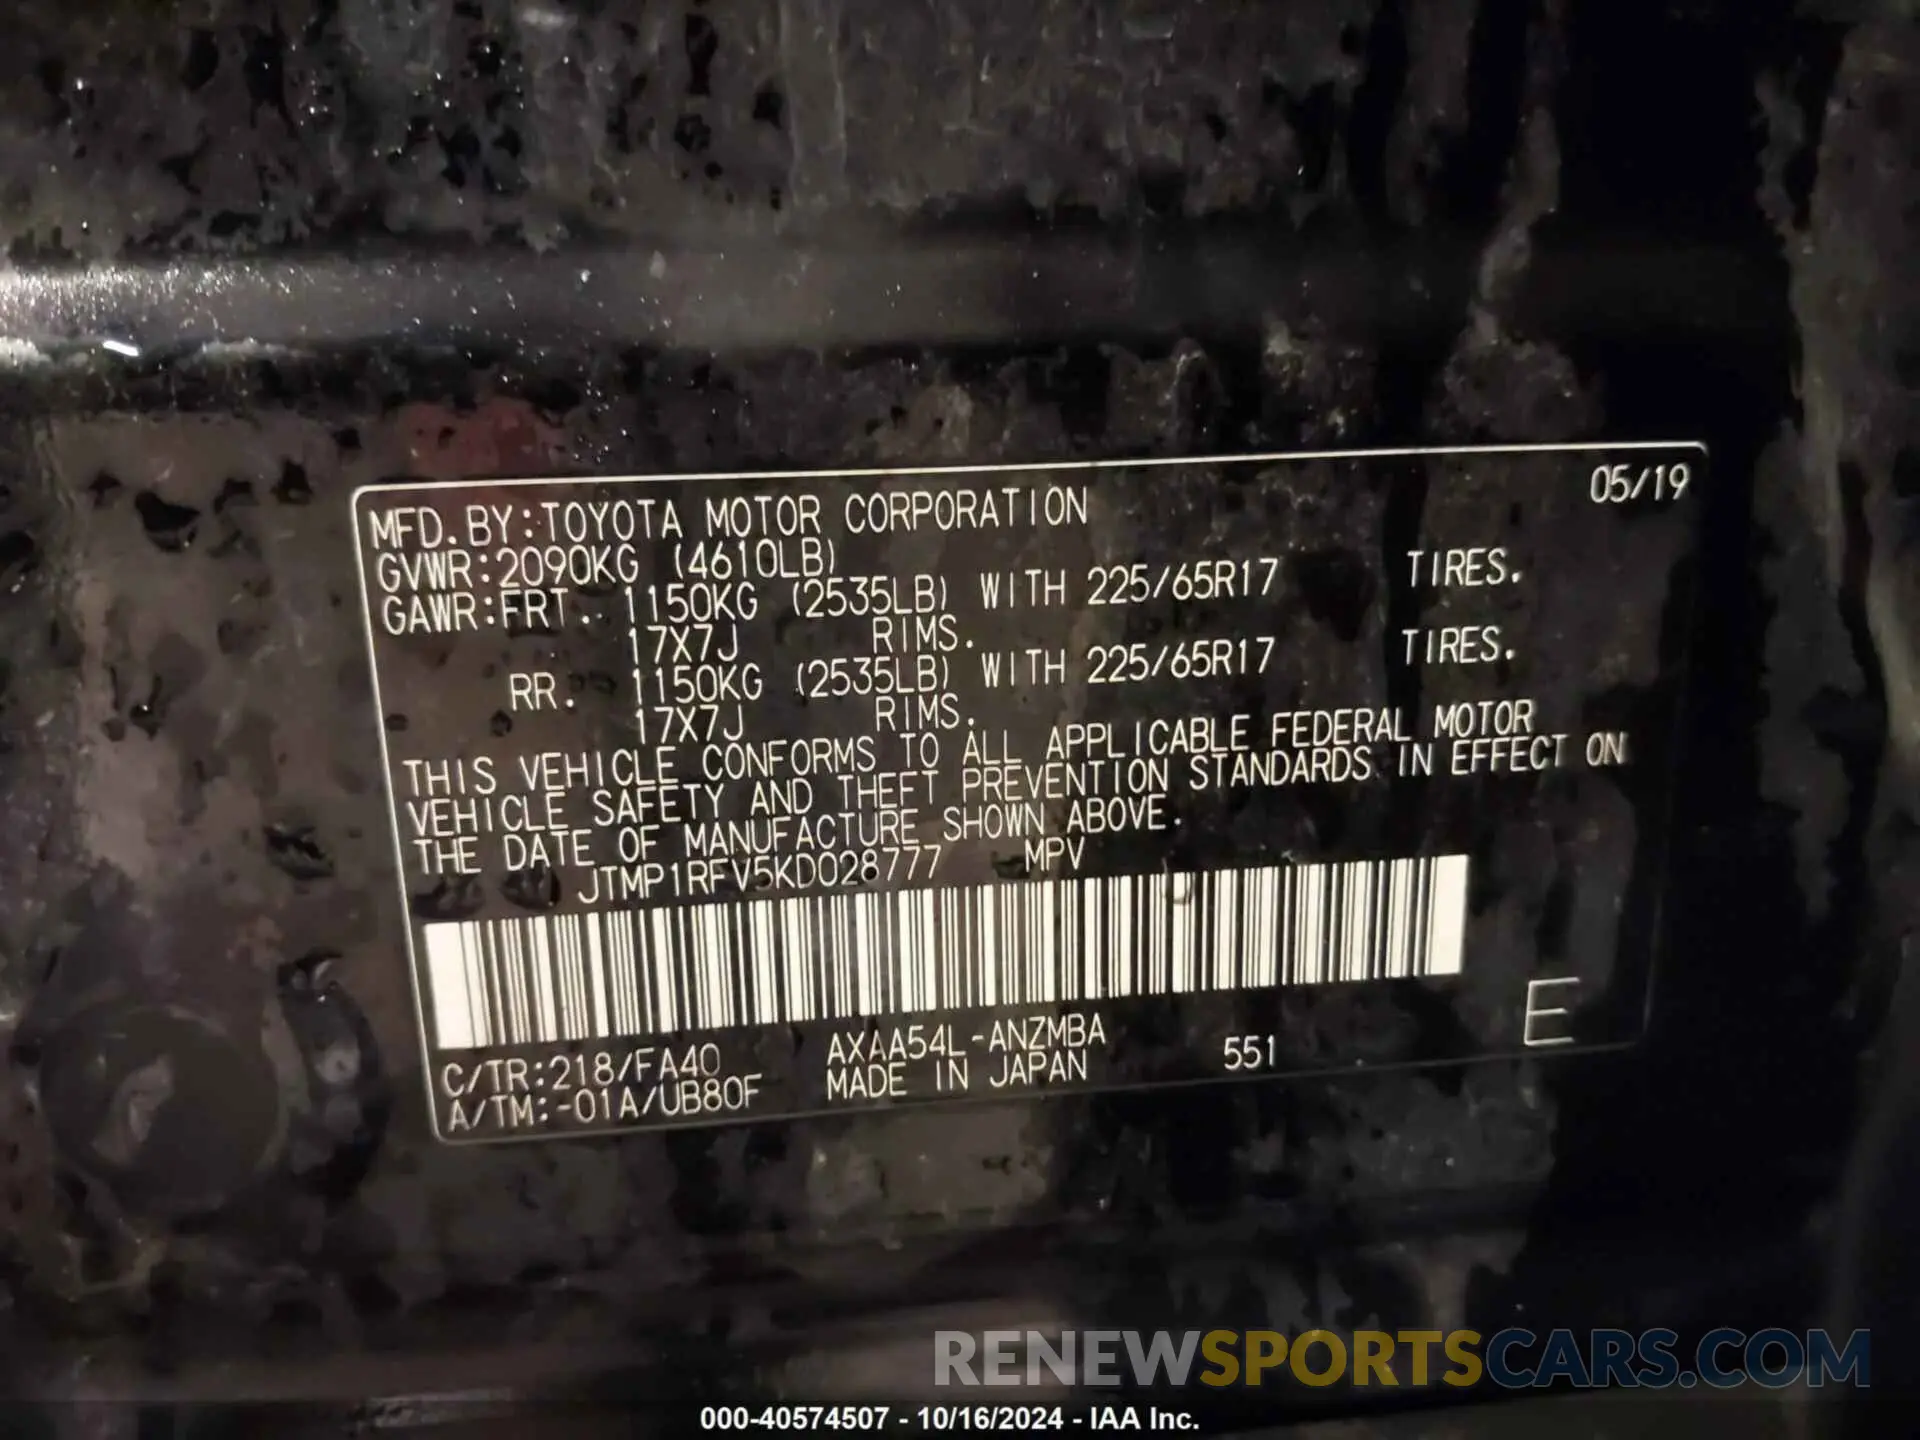 05/19
MFD.BY:TOYOTA MOTOR CORPORATION
GVWR:2090KG (4610LB)
GAWR:FRT. 1150KG (2535LB) WITH 225/65R17 TIRES.
17X7J RIMS.
RR. 1150KG (2535LB) WITH 225/65R17 TIRES.
17X7J RIMS.
THIS VEHICLE CONFORMS TO ALL APPLICABLE FEDERAL MOTOR
VEHICLE SAFETY AND THEFT PREVENTION STANDARDS IN EFFECT ON
THE DATE OF MANUFACTURE SHOWN ABOVE.
JTMP1RFV5KD028777 MPV
C/TR:218/FA40 AXAA54L-ANZMBA 551 E
A/TM:-01A/UB80F MADE IN JAPAN
RENEWSPORTSCARS.COM
000-40574507 - 10/16/2024 - IAA Inc.